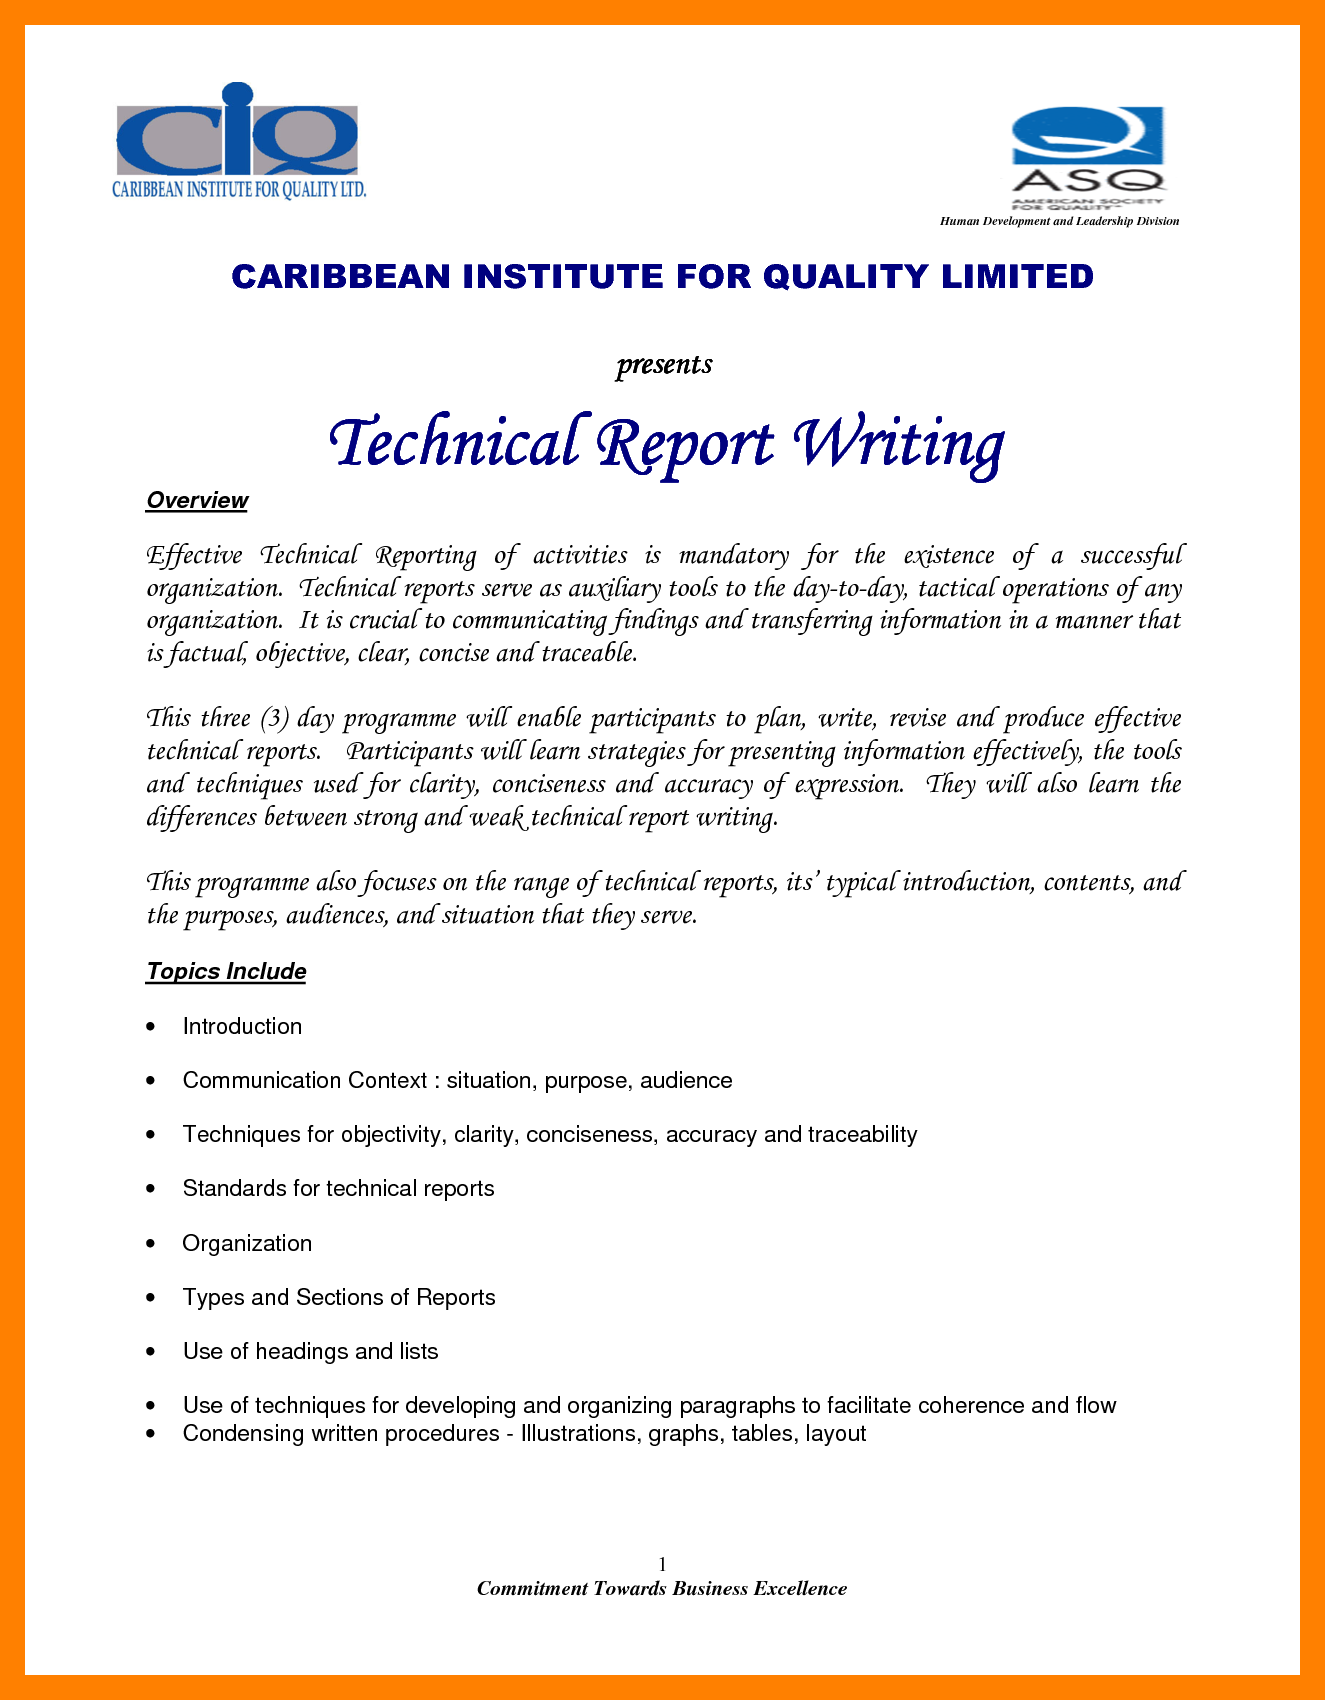 CIQ
CARIBBEAN INSTITUTE FOR QUALITY LTD.
ASQ
AMERICAN SOCIETY
FOR QUALITY™
Human Development and Leadership Division
CARIBBEAN INSTITUTE FOR QUALITY LIMITED
presents
Technical Report Writing
Overview
Effective Technical Reporting of activities is mandatory for the existence of a successful
organization. Technical reports serve as auxiliary tools to the day-to-day, tactical operations of any
organization. It is crucial to communicating findings and transferring information in a manner that
is factual, objective, clear, concise and traceable.
This three (3) day programme will enable participants to plan, write, revise and produce effective
technical reports. Participants will learn strategies for presenting information effectively, the tools
and techniques used for clarity, conciseness and accuracy of expression. They will also learn the
differences between strong and weak technical report writing.
This programme also focuses on the range of technical reports, its’ typical introduction, contents, and
the purposes, audiences, and situation that they serve.
Topics Include
• Introduction
• Communication Context : situation, purpose, audience
• Techniques for objectivity, clarity, conciseness, accuracy and traceability
• Standards for technical reports
• Organization
• Types and Sections of Reports
• Use of headings and lists
• Use of techniques for developing and organizing paragraphs to facilitate coherence and flow
• Condensing written procedures - Illustrations, graphs, tables, layout
1
Commitment Towards Business Excellence